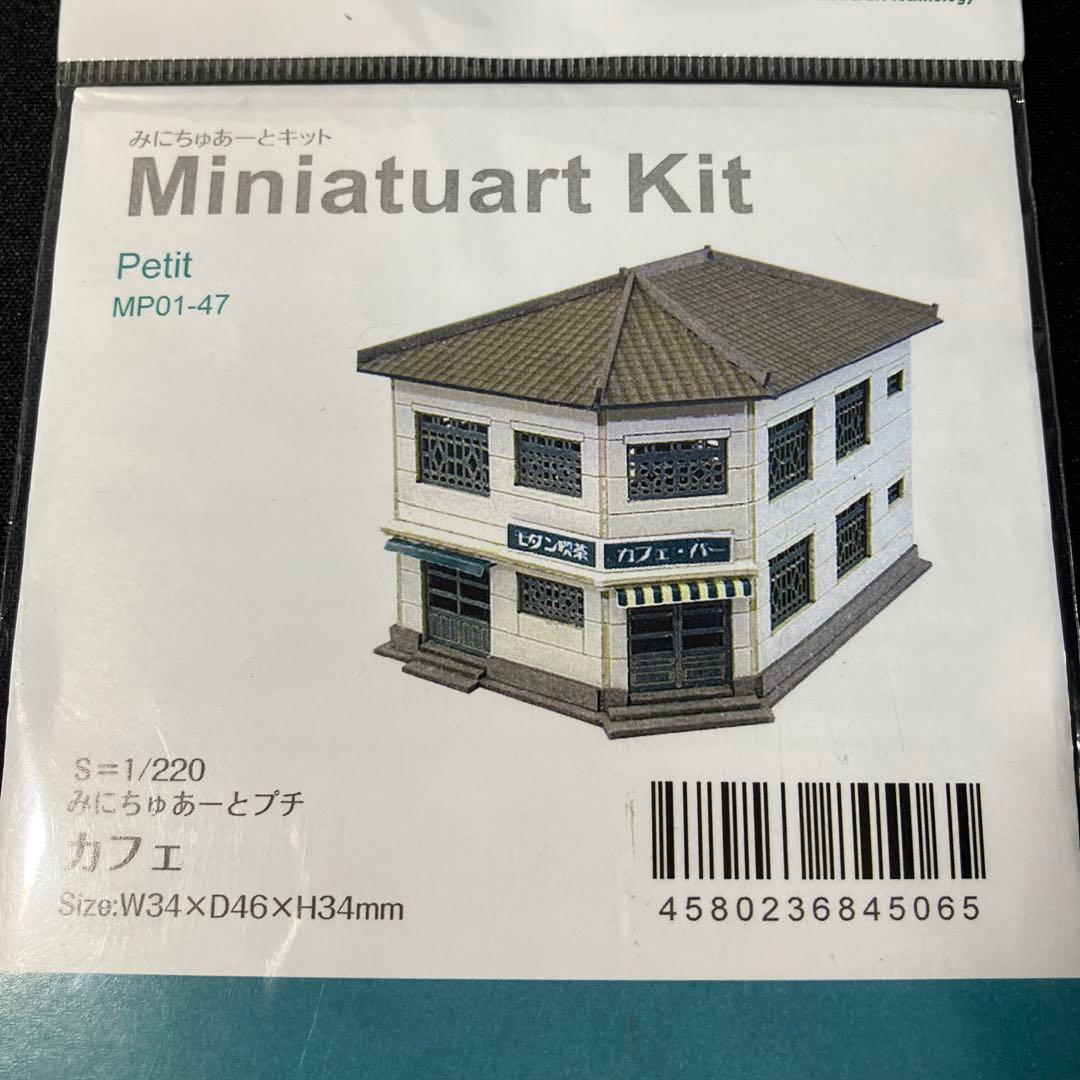 technology
みにちゅあーとキット
Miniatuart Kit
Petit
MP01-47
モダン喫茶
カフェ・バー
S=1/220
みにちゅあーとプチ
カフェ
Size:W34×D46×H34mm
4580236845065